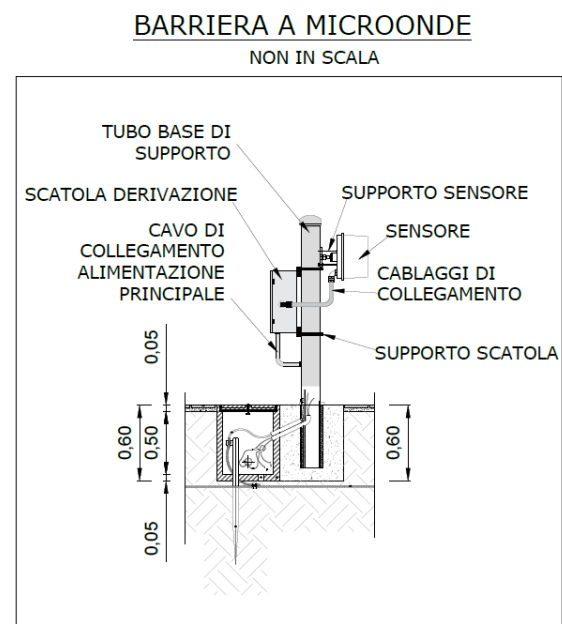 BARRIERA A MICROONDE
NON IN SCALA
TUBO BASE DI
SUPPORTO
SCATOLA DERIVAZIONE
CAVO DI
COLLEGAMENTO
ALIMENTAZIONE
PRINCIPALE
SUPPORTO SENSORE
SENSORE
CABLAGGI DI
COLLEGAMENTO
SUPPORTO SCATOLA
0,05
0,60
0,50
0,60
0,05